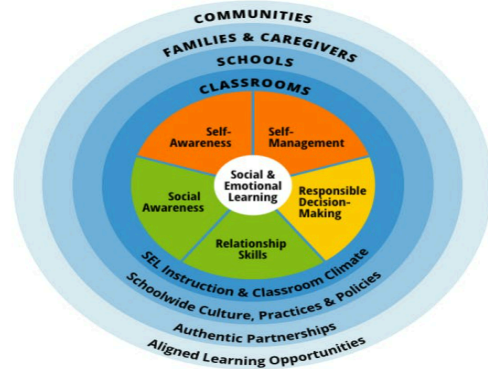 COMMUNITIES
FAMILIES & CAREGIVERS
SCHOOLS
CLASSROOMS
Self-
Awareness
Self-
Management
Social &
Emotional
Learning
Social
Awareness
Responsible
Decision-
Making
Relationship
Skills
SEL Instruction & Classroom Climate
Schoolwide Culture, Practices & Policies
Authentic Partnerships
Aligned Learning Opportunities